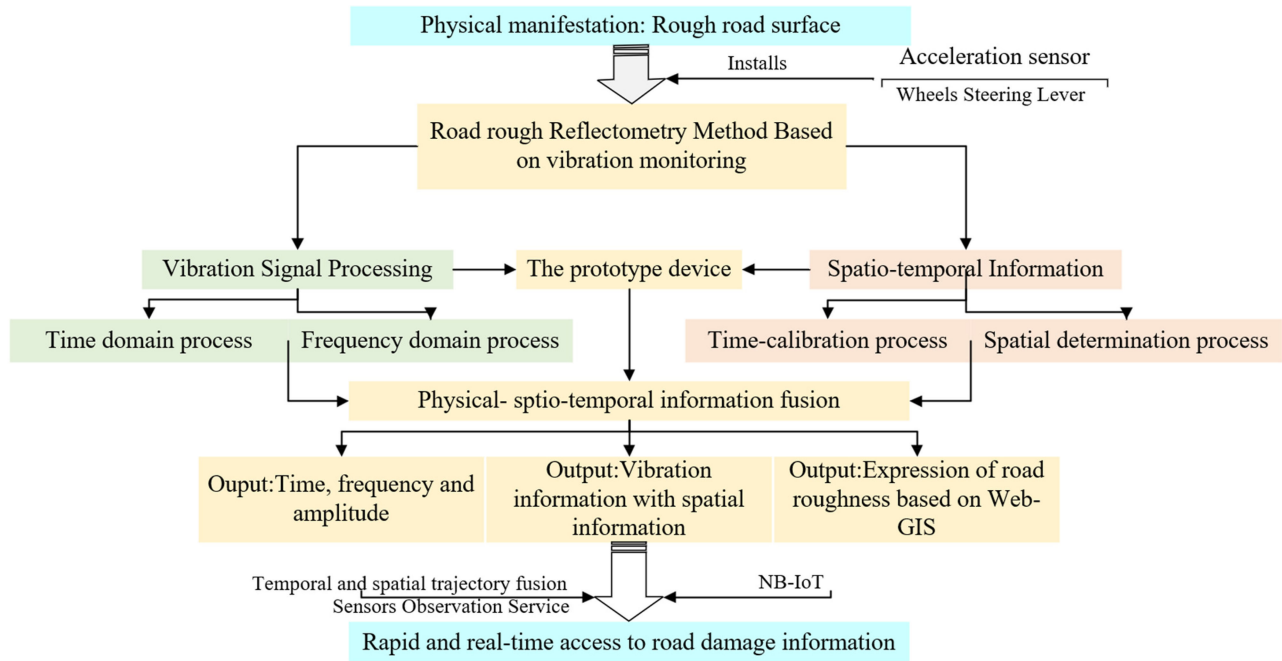 Physical manifestation: Rough road surface
Installs
Acceleration sensor
Wheels Steering Lever
Road rough Reflectometry Method Based
on vibration monitoring
Vibration Signal Processing
The prototype device
Spatio-temporal Information
Time domain process
Frequency domain process
Time-calibration process
Spatial determination process
Physical- sptio-temporal information fusion
Ouput:Time, frequency and
amplitude
Output:Vibration
information with spatial
information
Output:Expression of road
roughness based on Web-
GIS
Temporal and spatial trajectory fusion
Sensors Observation Service
NB-IoT
Rapid and real-time access to road damage information